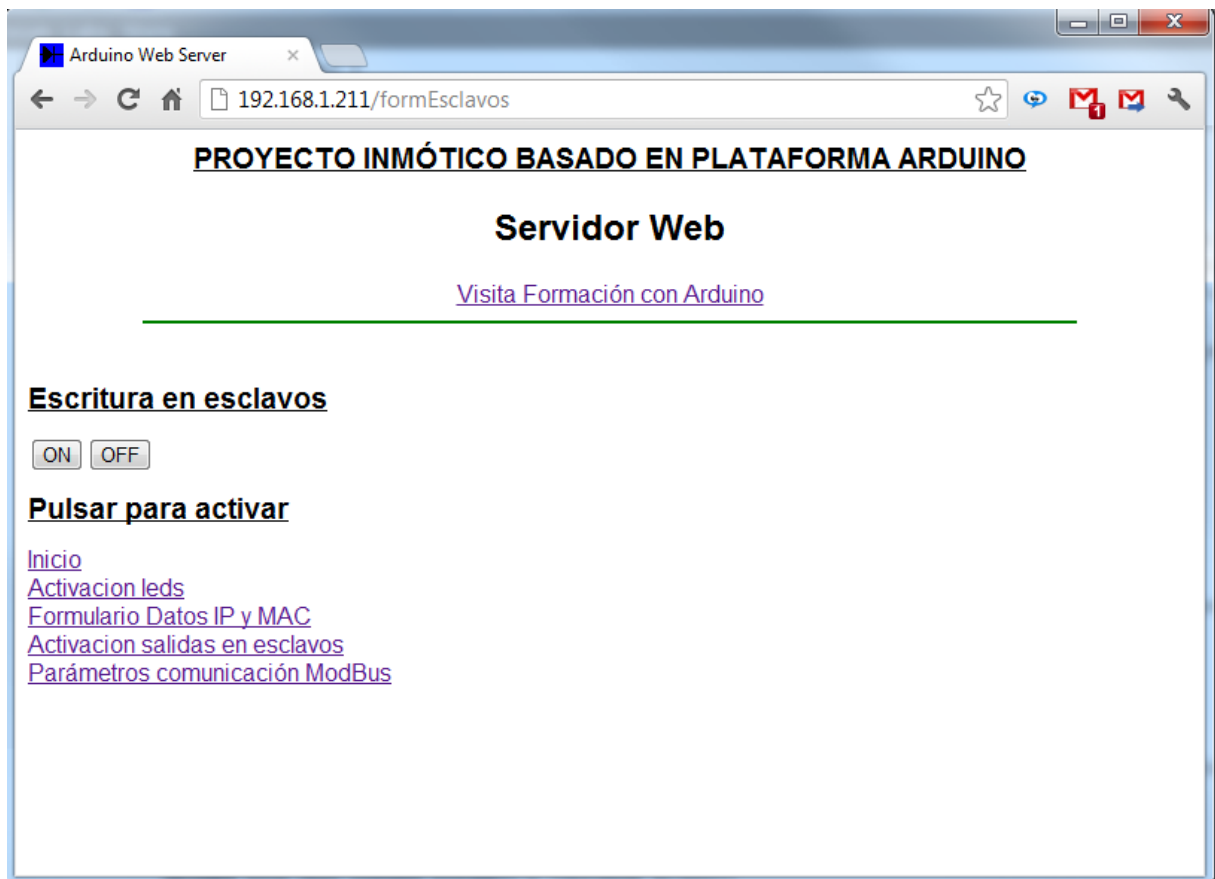 Arduino Web Server
192.168.1.211/formEsclavos
1
PROYECTO INMÓTICO BASADO EN PLATAFORMA ARDUINO
Servidor Web
Visita Formación con Arduino
Escritura en esclavos
ON OFF
Pulsar para activar
Inicio
Activacion leds
Formulario Datos IP y MAC
Activacion salidas en esclavos
Parámetros comunicación ModBus